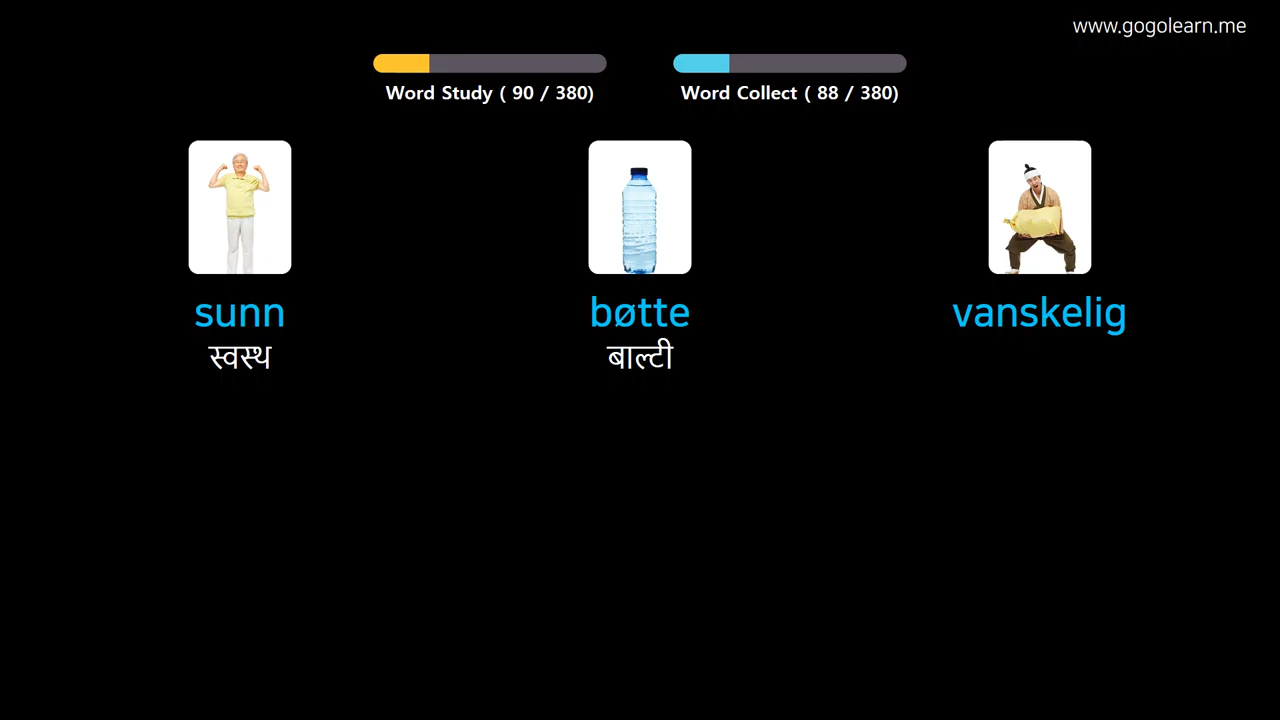 www.gogolearn.me
Word Study ( 90 / 380)
Word Collect ( 88 / 380)
sunn
स्वस्थ
bøtte
बाल्टी
vanskelig